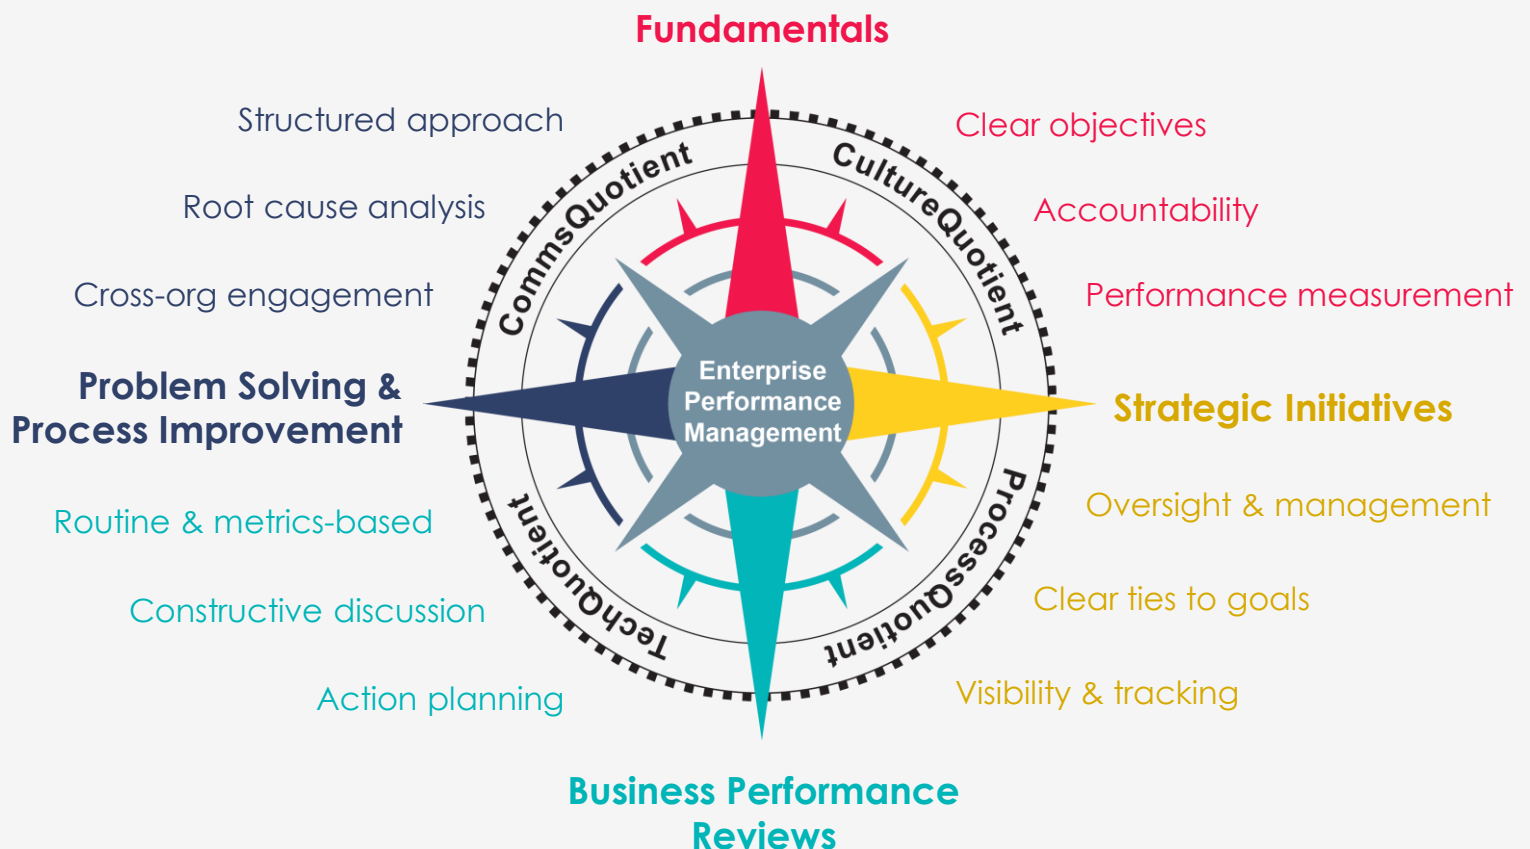 Fundamentals
Structured approach
Root cause analysis
Cross-org engagement
Clear objectives
Accountability
Performance measurement
CommsQuotient
CultureQuotient
Enterprise
Performance
Management
Problem Solving &
Process Improvement
Strategic Initiatives
TechQuotient
ProcessQuotient
Routine & metrics-based
Constructive discussion
Action planning
Oversight & management
Clear ties to goals
Visibility & tracking
Business Performance
Reviews